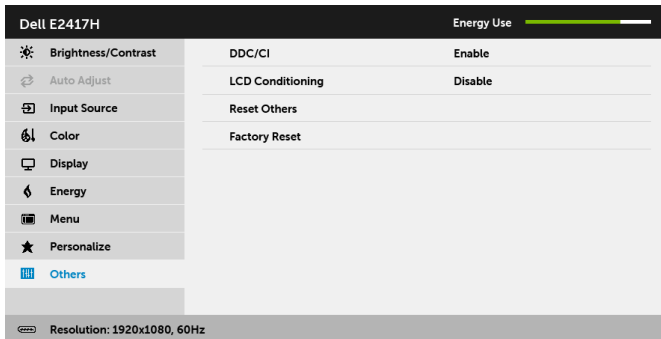 Dell E2417H Energy Use
Brightness/Contrast DDC/CI Enable
Auto Adjust LCD Conditioning Disable
Input Source Reset Others
Color Factory Reset
Display
Energy
Menu
Personalize
Others
Resolution: 1920x1080, 60Hz